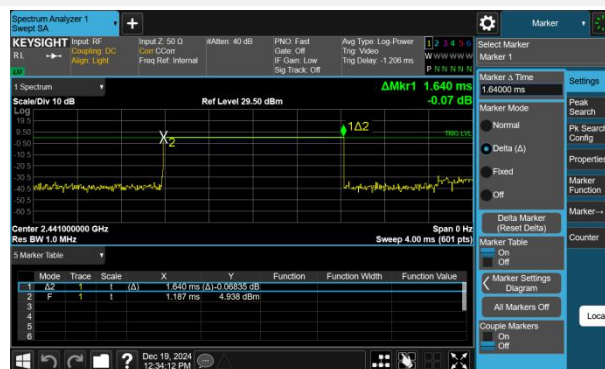 Spectrum Analyzer 1
Swept SA
Marker
KEYSIGHT Input: RF Input Z: 50 Ω #Atten: 40 dB PNO: Fast Avg Type: Log-Power 1 2 3 4 5 6
RL Coupling: DC Corr CCorr Gate: Off Trig: Video W W W W W W
Align: Light Freq Ref: Internal IF Gain: Low Trig Delay: -1.206 ms
Sig Track: Off P N N N N N
LW
Select Marker
Marker 1
1 Spectrum
ΔMkr1 1.640 ms
Scale/Div 10 dB Ref Level 29.50 dBm -0.07 dB
Log
19.5
9.50
-0.50
-10.5
-20.5
-30.5
-40.5
-50.5
-60.5
2
1Δ2
TRIG LVL
Center 2.441000000 GHz Span 0 Hz
Res BW 1.0 MHz Sweep 4.00 ms (601 pts)
5 Marker Table
Mode Trace Scale X Y Function Function Width Function Value
1 Δ2 1 t (Δ) 1.640 ms (Δ) -0.06835 dB
2 F 1 t 1.187 ms 4.938 dBm
3
4
5
6
Marker Δ Time
1.64000 ms
Marker Mode
Normal
Delta (Δ)
Fixed
Off
Delta Marker
(Reset Delta)
Marker Table
On
Off
Marker Settings
Diagram
All Markers Off
Couple Markers
On
Off
Settings
Peak
Search
Pk Search
Config
Properties
Marker
Function
Marker→
Counter
Loca
?
Dec 19, 2024
12:34:12 PM